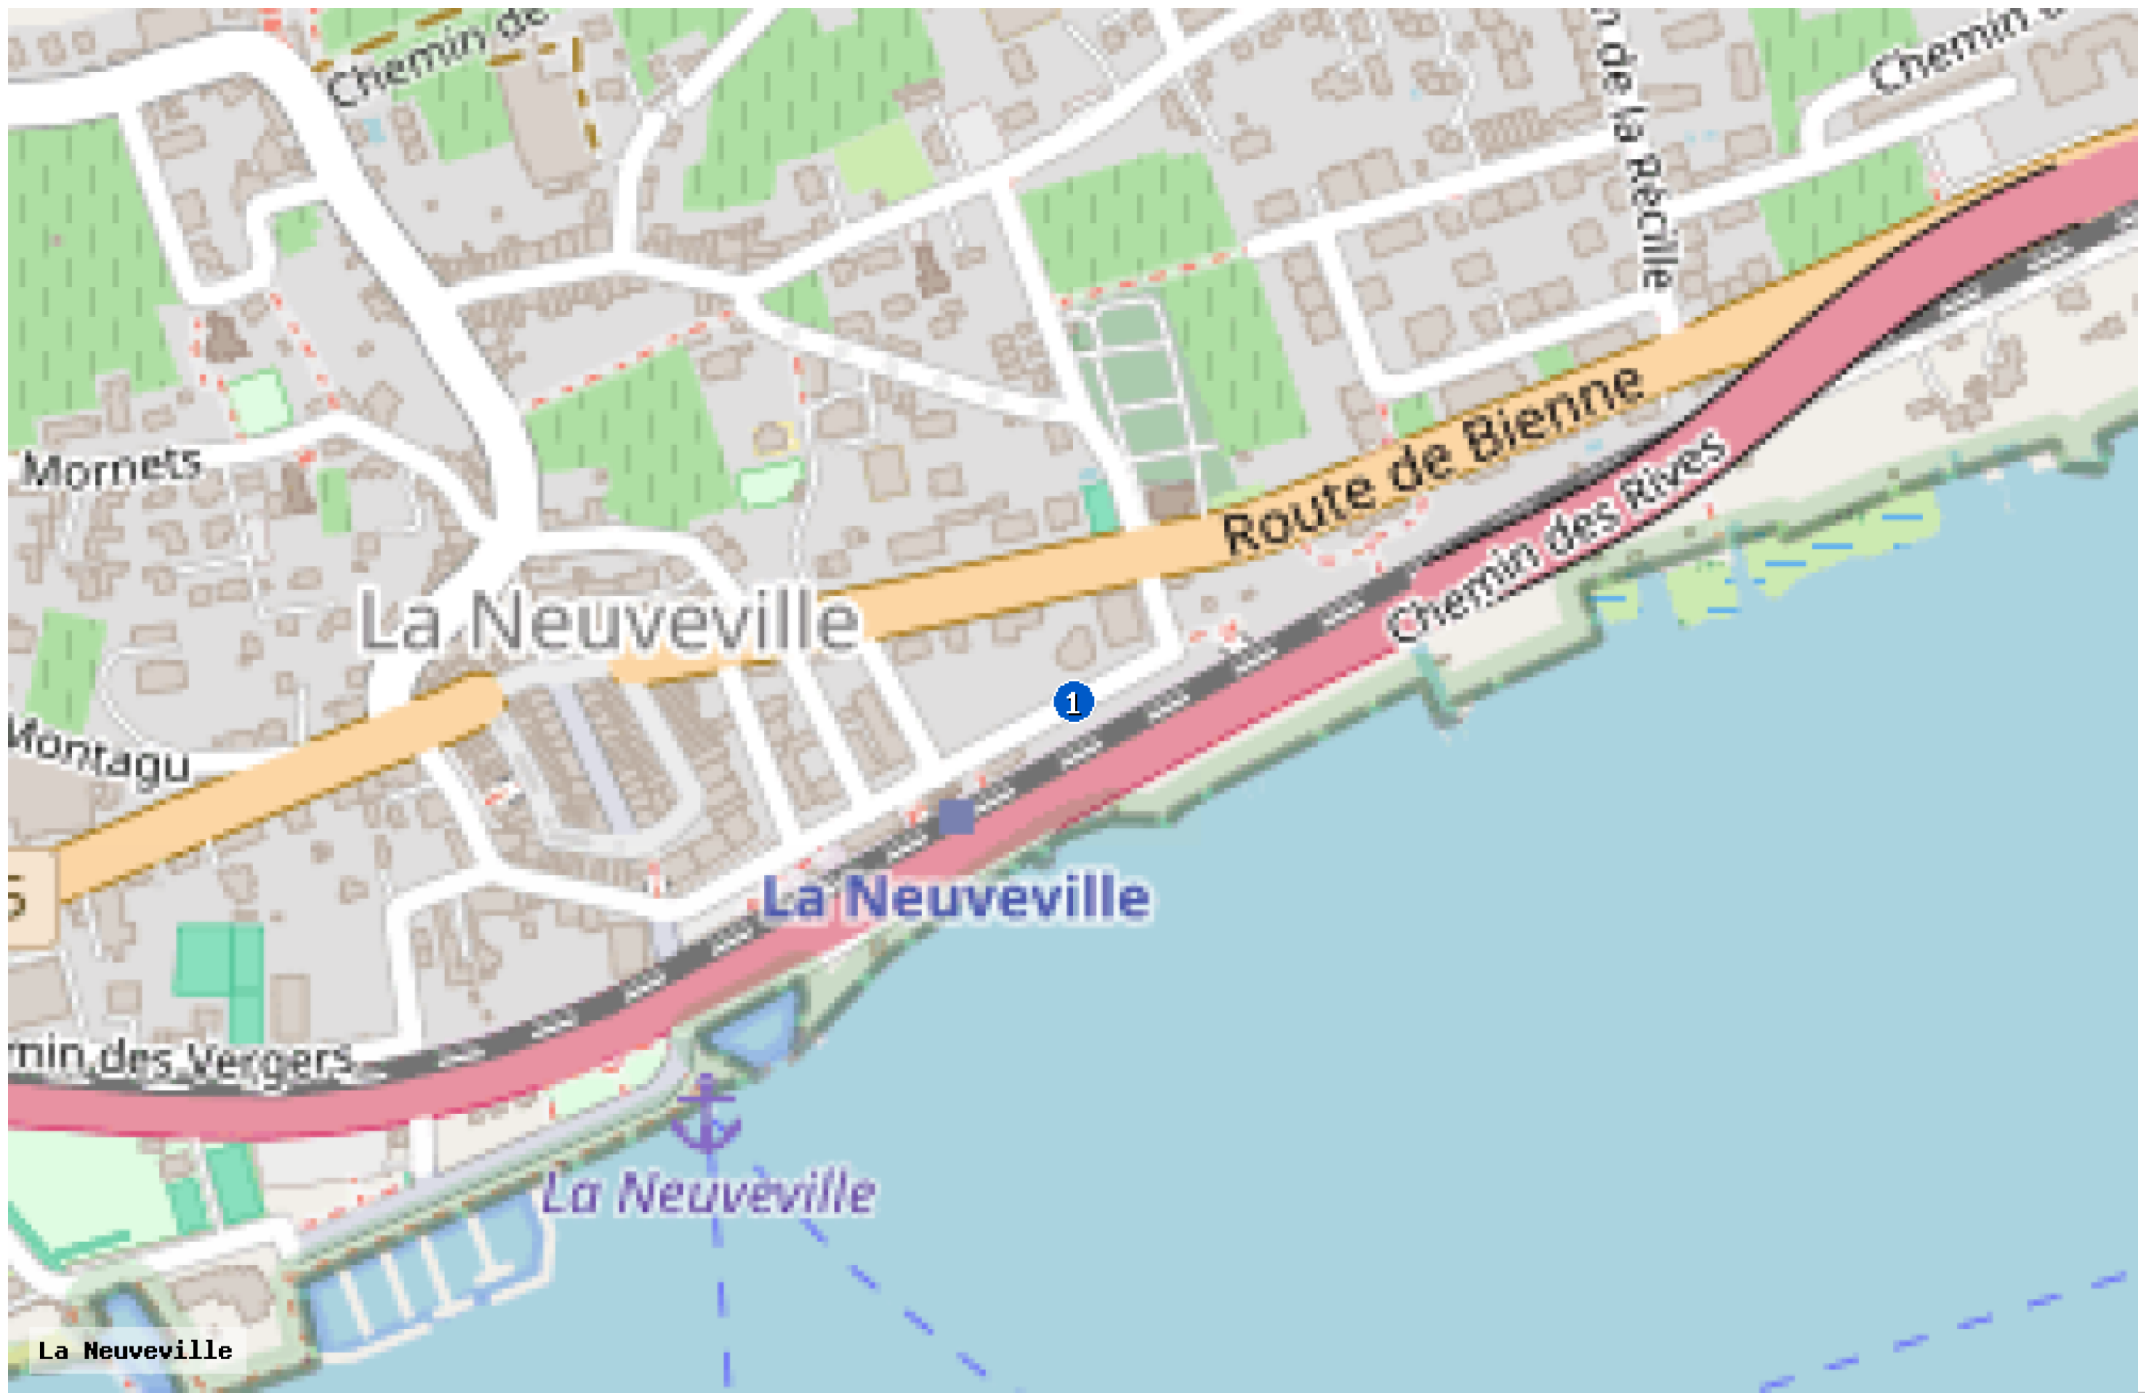 Chemin de
n de la Récille
Chemin d
Mornets
Route de Bienne
Chemin des Rives
La Neuveville
1
Montagu
5
La Neuveville
min des Vergers
La Neuveville
La Neuveville